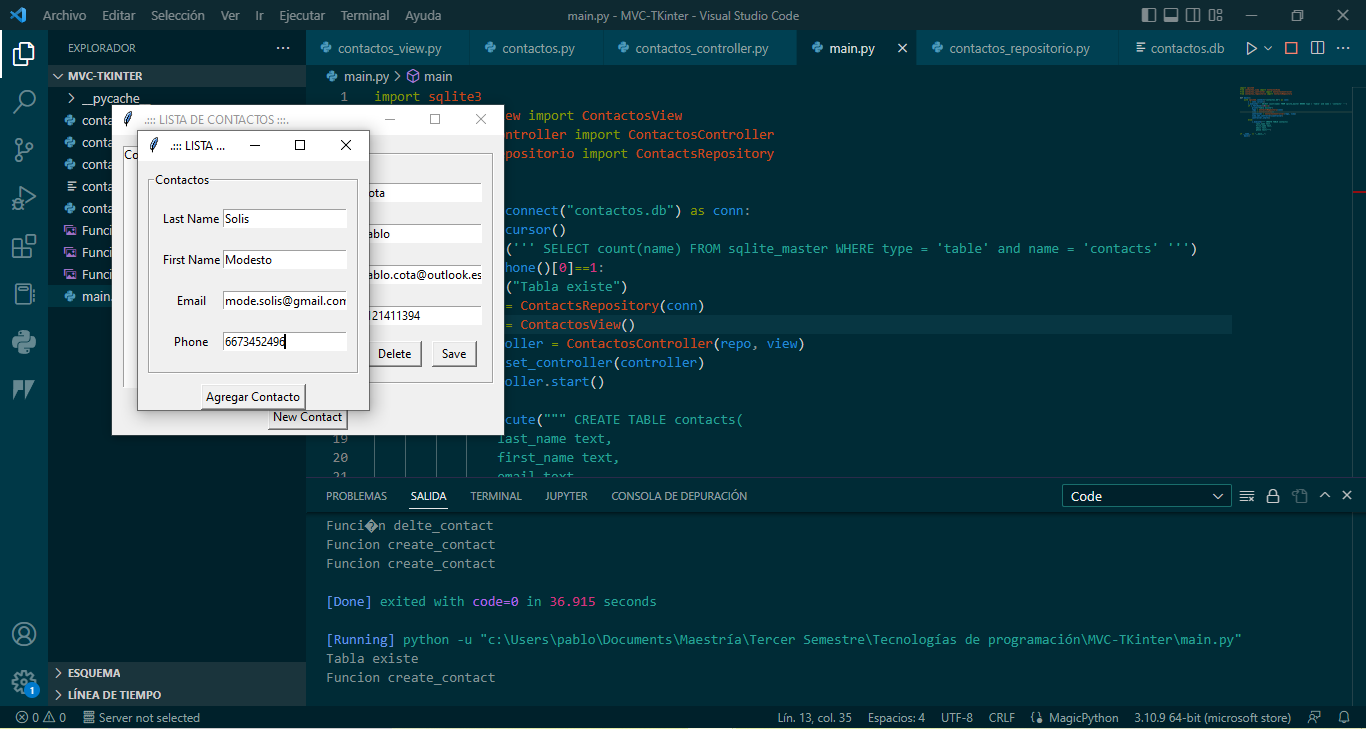 Archivo Editar Selección Ver Ir Ejecutar Terminal Ayuda main.py - MVC-TKinter - Visual Studio Code
EXPLORADOR
MVC-TKINTER
__pycache__
conta
conta
conta
conta
conta
Funci
Funci
Funci
main.
ESQUEMA
LÍNEA DE TIEMPO
contactos_view.py contactos.py contactos_controller.py main.py contactos_repositorio.py contactos.db
main.py > main
1 import sqlite3
ew import ContactosView
ntroller import ContactosController
positorio import ContactsRepository
connect("contactos.db") as conn:
cursor()
(''' SELECT count(name) FROM sqlite_master WHERE type = 'table' and name = 'contacts' ''')
hone()[0]==1:
("Tabla existe")
= ContactsRepository(conn)
= ContactosView()
oller = ContactosController(repo, view)
set_controller(controller)
oller.start()
cute(""" CREATE TABLE contacts(
19 last_name text,
20 first_name text,
21 email text
.::: LISTA DE CONTACTOS :::.
Co
ota
ablo
ablo.cota@outlook.es
121411394
Delete Save
New Contact
.::: LISTA ...
Contactos
Last Name Solis
First Name Modesto
Email mode.solis@gmail.com
Phone 6673452496
Agregar Contacto
PROBLEMAS SALIDA TERMINAL JUPYTER CONSOLA DE DEPURACIÓN Code
Funci�n delte_contact
Funcion create_contact
Funcion create_contact
[Done] exited with code=0 in 36.915 seconds
[Running] python -u "c:\Users\pablo\Documents\Maestría\Tercer Semestre\Tecnologías de programación\MVC-TKinter\main.py"
Tabla existe
Funcion create_contact
1
0 0 Server not selected Lín. 13, col. 35 Espacios: 4 UTF-8 CRLF MagicPython 3.10.9 64-bit (microsoft store)